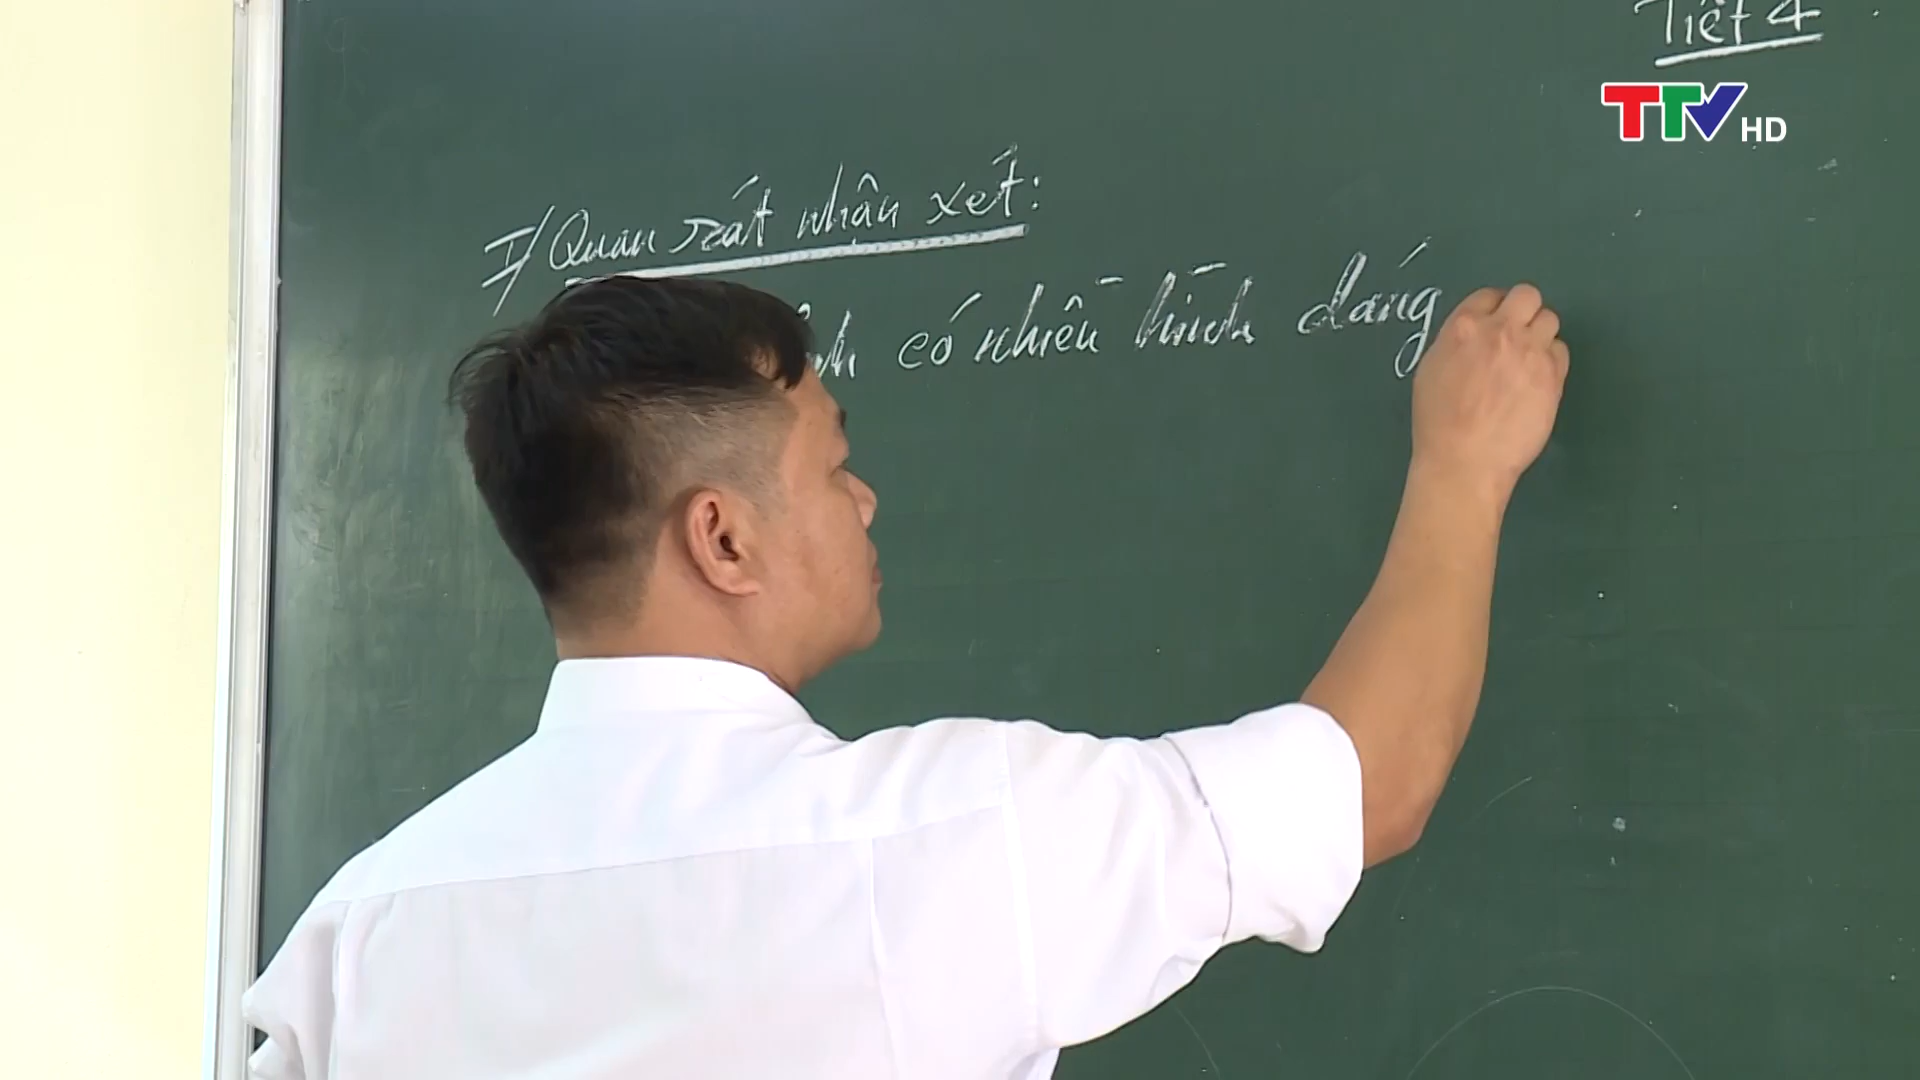 Tiết 4
TTV HD
I/ Quan sát nhận xét:
có nhiều hình dáng